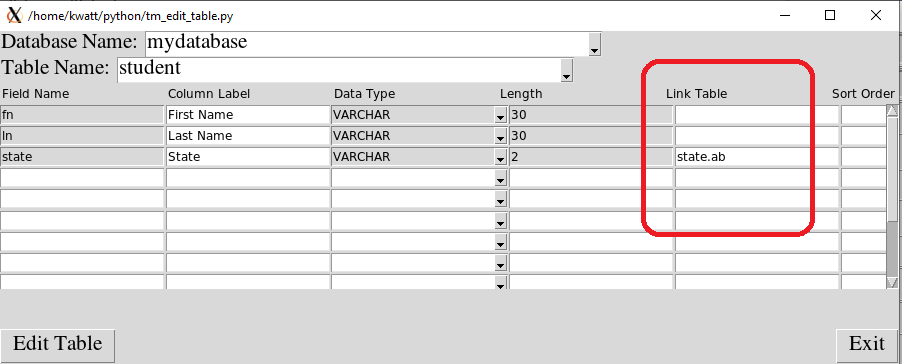 /home/kwatt/python/tm_edit_table.py
Database Name: mydatabase
Table Name: student
Field Name Column Label Data Type Length Link Table Sort Order
fn First Name VARCHAR 30
ln Last Name VARCHAR 30
state State VARCHAR 2 state.ab
Edit Table Exit